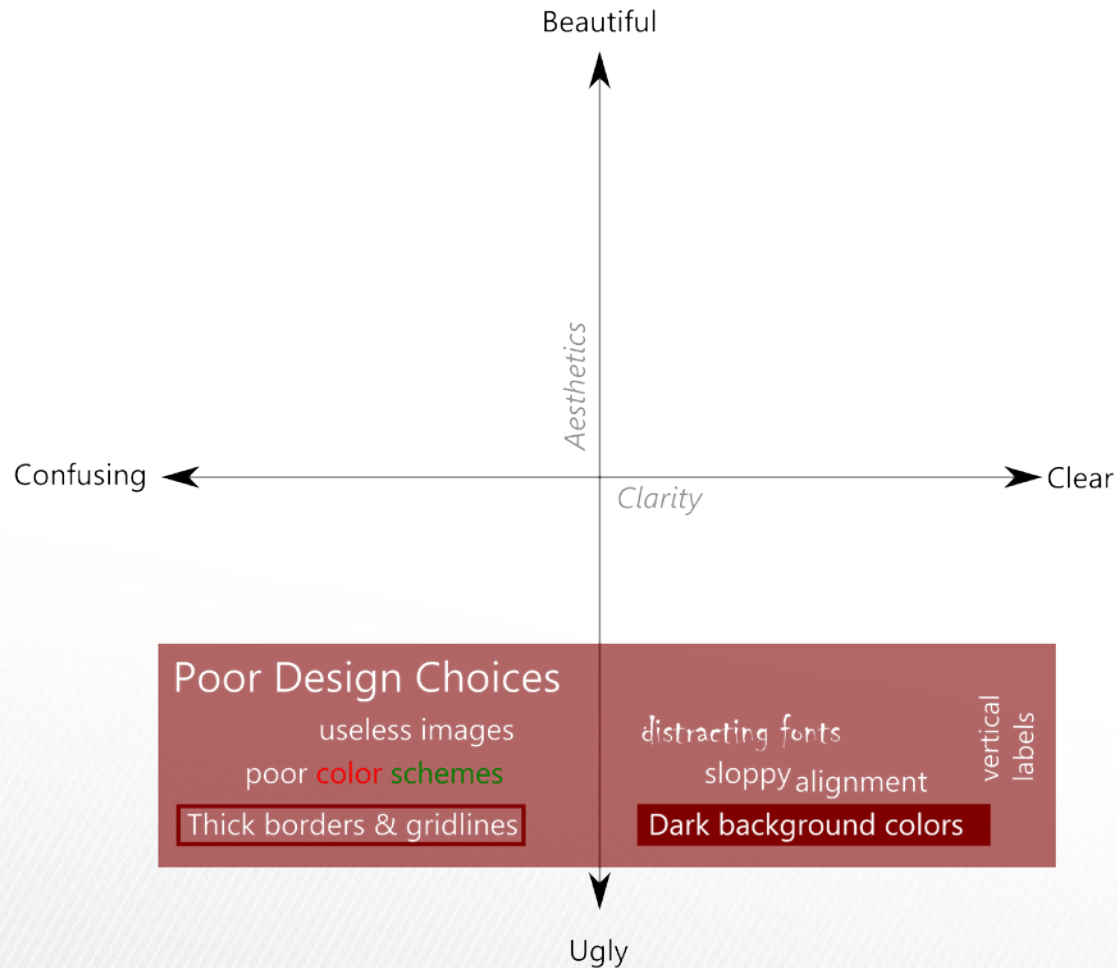 Beautiful
Aesthetics
Confusing
Clear
Clarity
Poor Design Choices
useless images
distracting fonts
vertical
labels
poor color schemes
sloppy alignment
Thick borders & gridlines
Dark background colors
Ugly